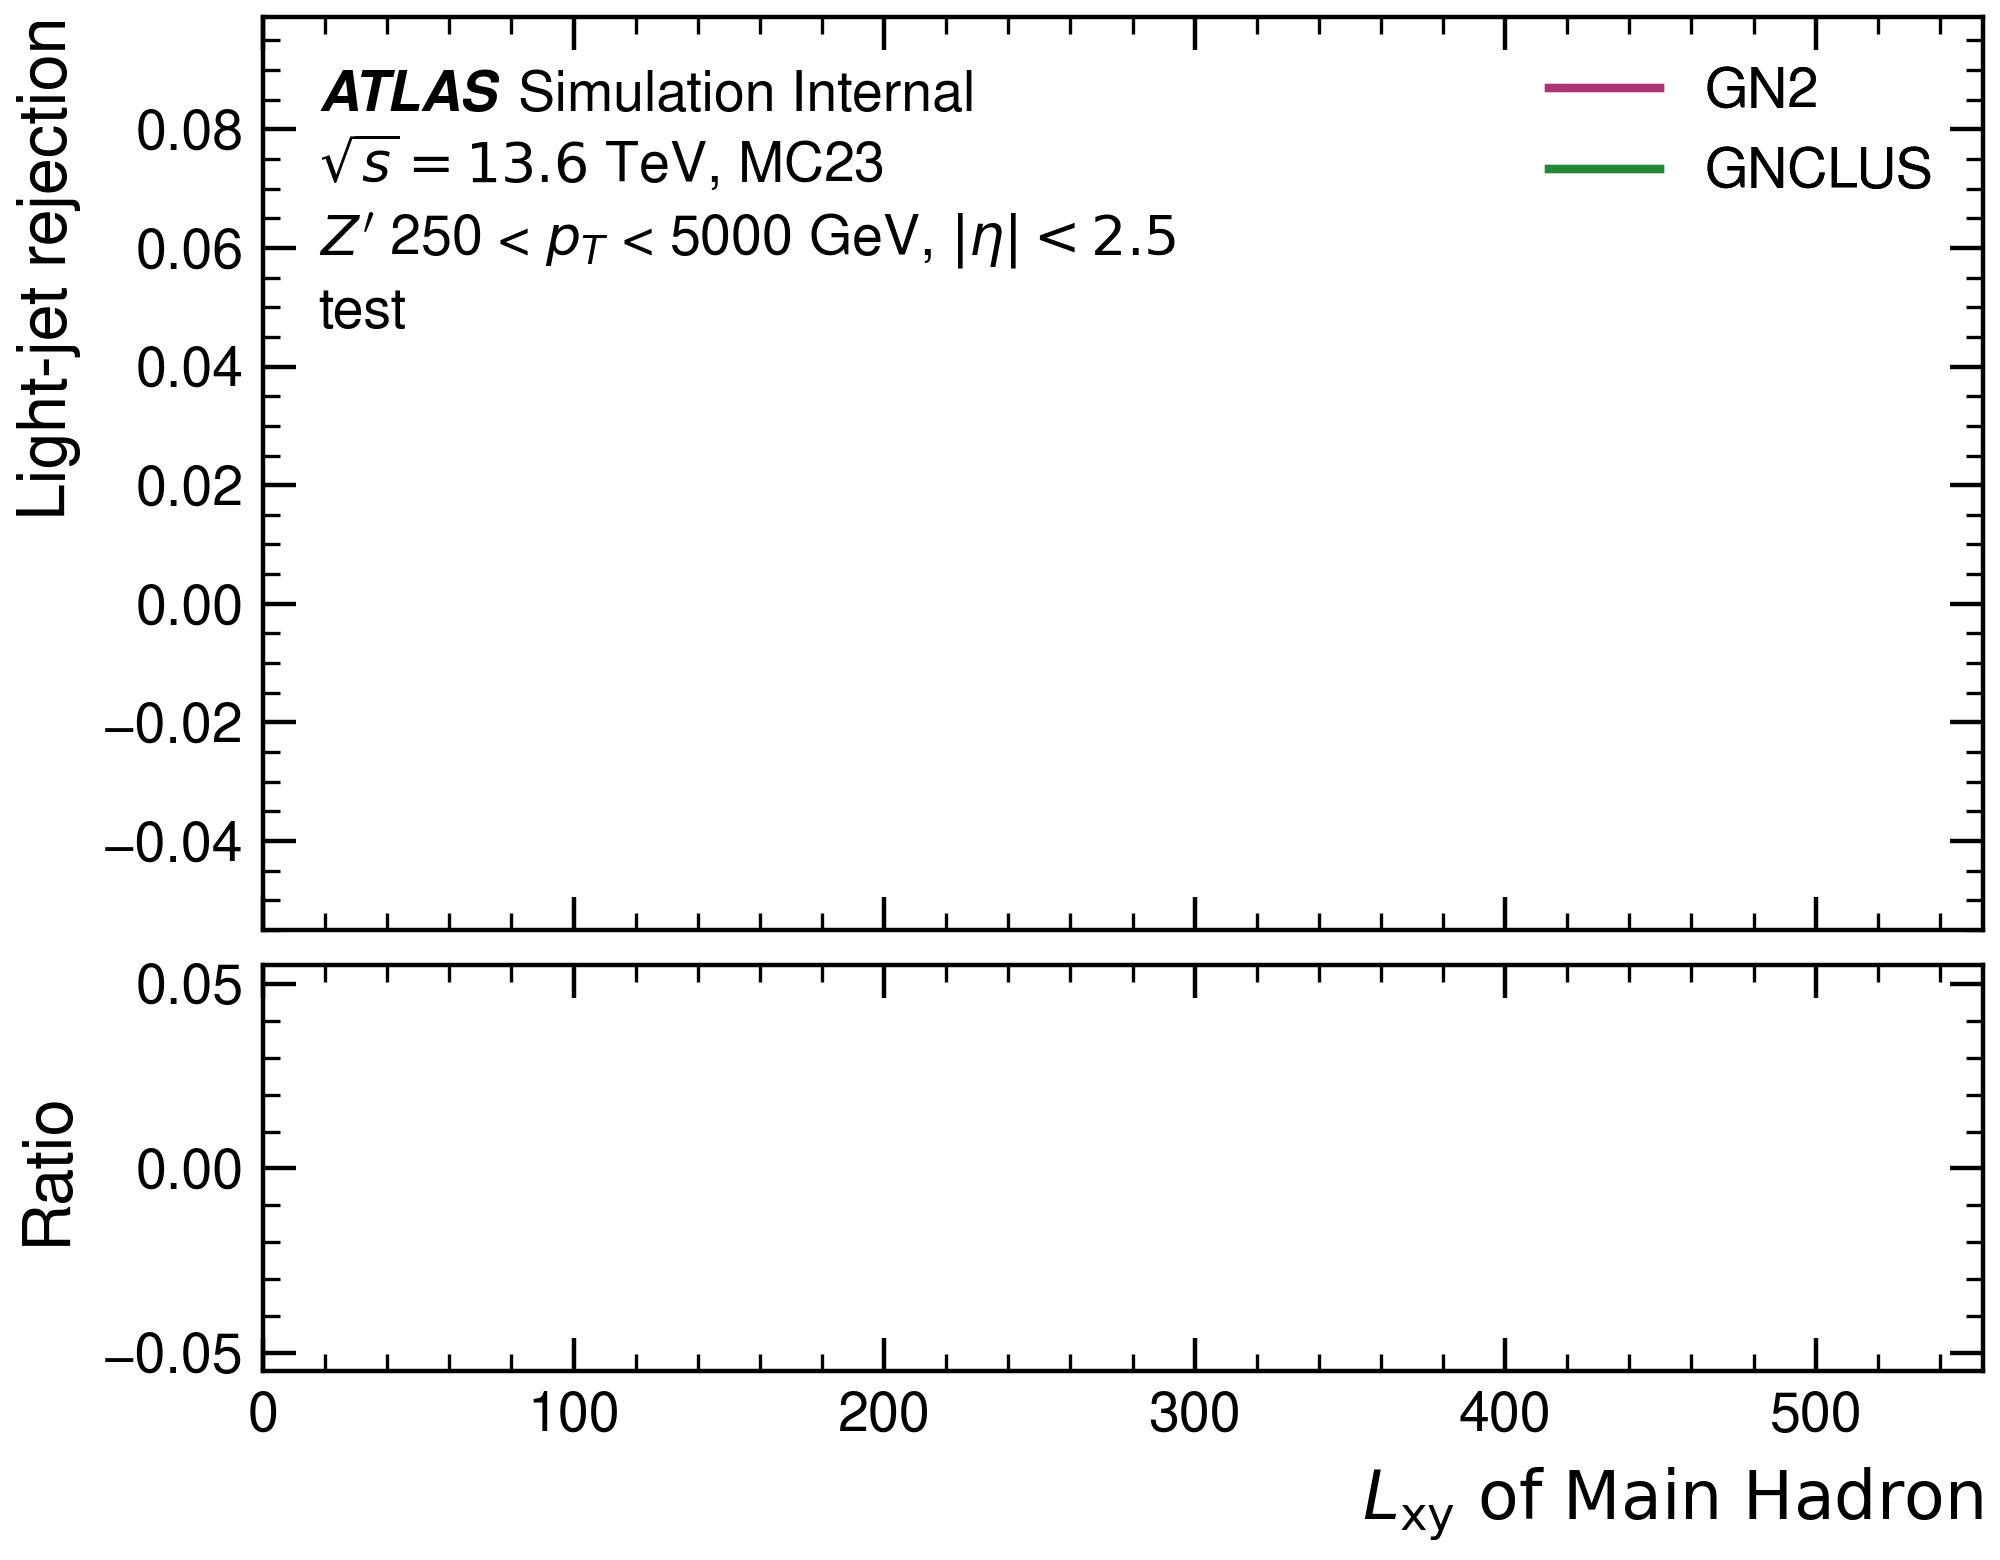 ATLAS Simulation Internal
√s = 13.6 TeV, MC23
Z′ 250 < p_T < 5000 GeV, |η| < 2.5
test
GN2
GNCLUS
Light-jet rejection
0.08
0.06
0.04
0.02
0.00
−0.02
−0.04
Ratio
0.05
0.00
−0.05
0 100 200 300 400 500
L_xy of Main Hadron